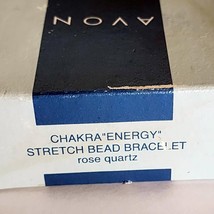 AVON
CHAKRA"ENERGY"
STRETCH BEAD BRACELET
rose quartz